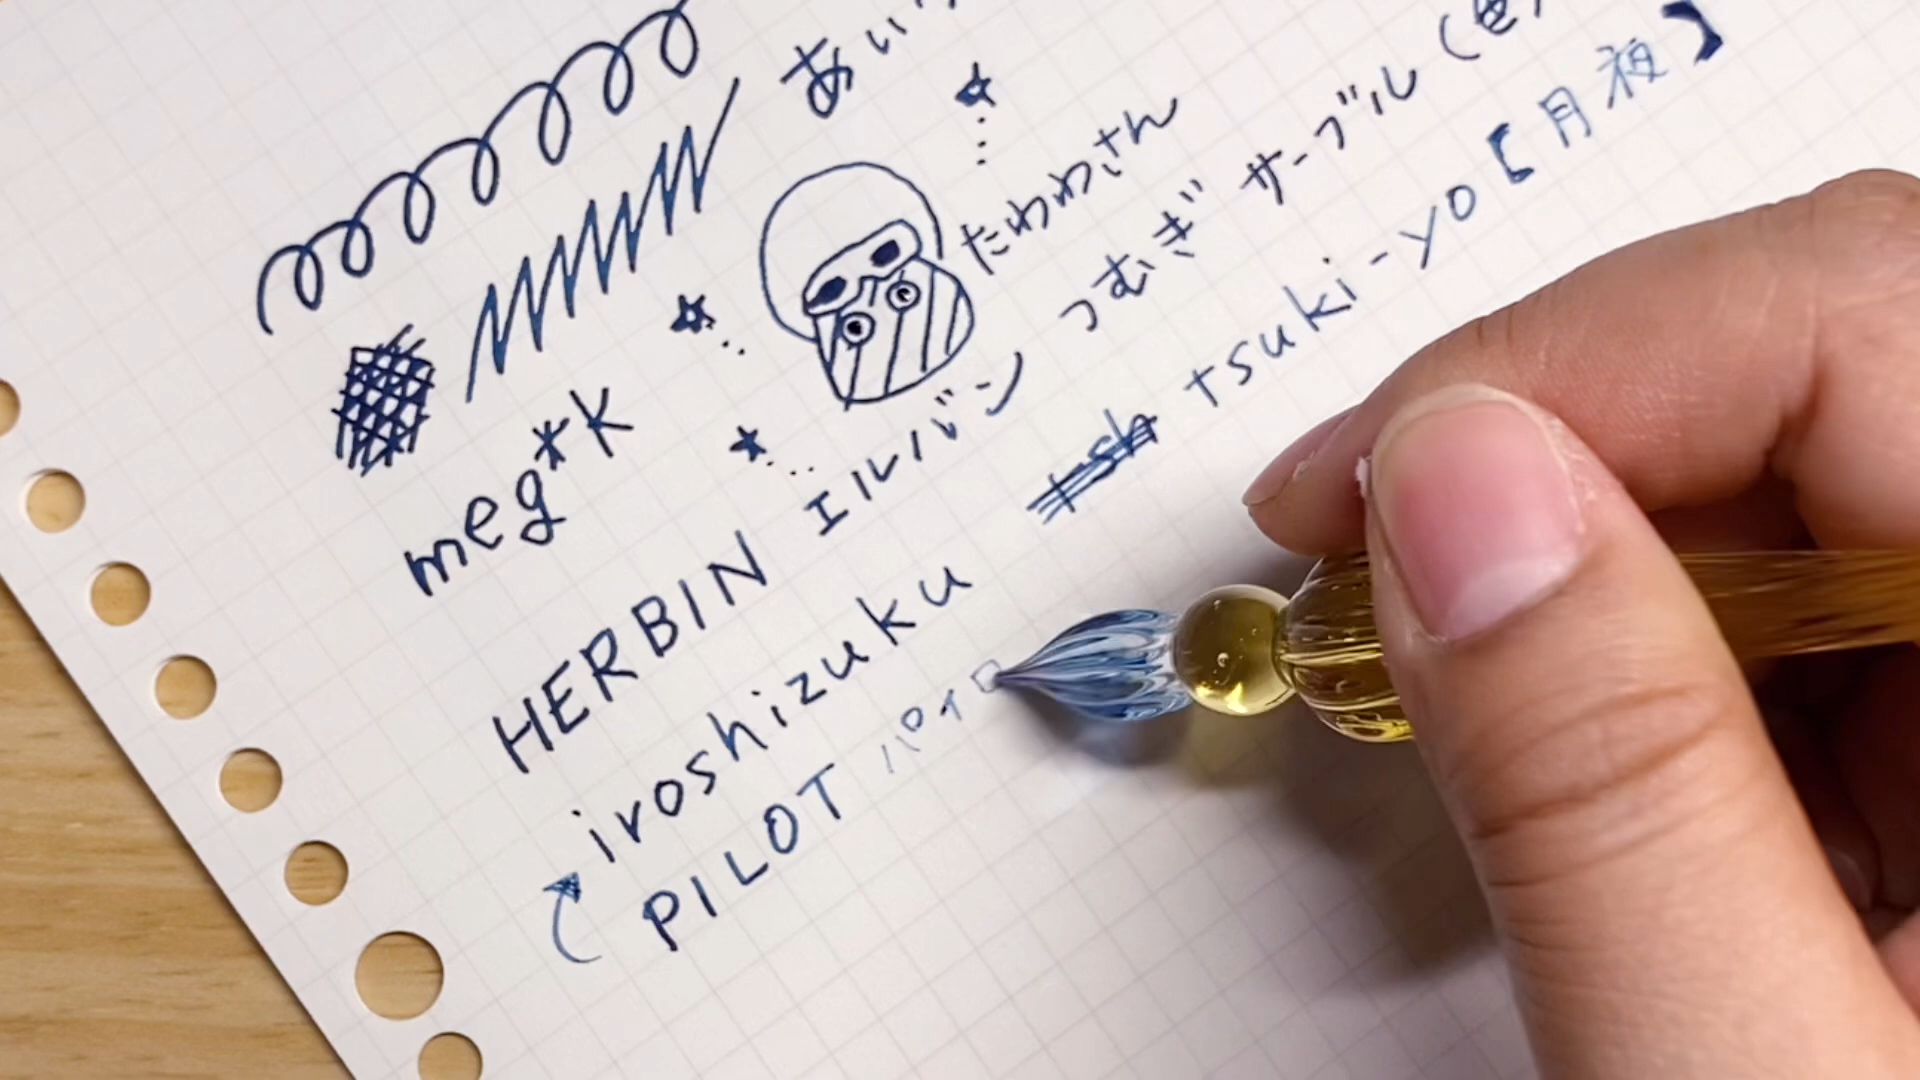 あい
たわわさん
meg*k
HERBIN エルバン つむぎ サーブル (色
iroshizuku tsuki-yo【月夜】
PILOT パイロ